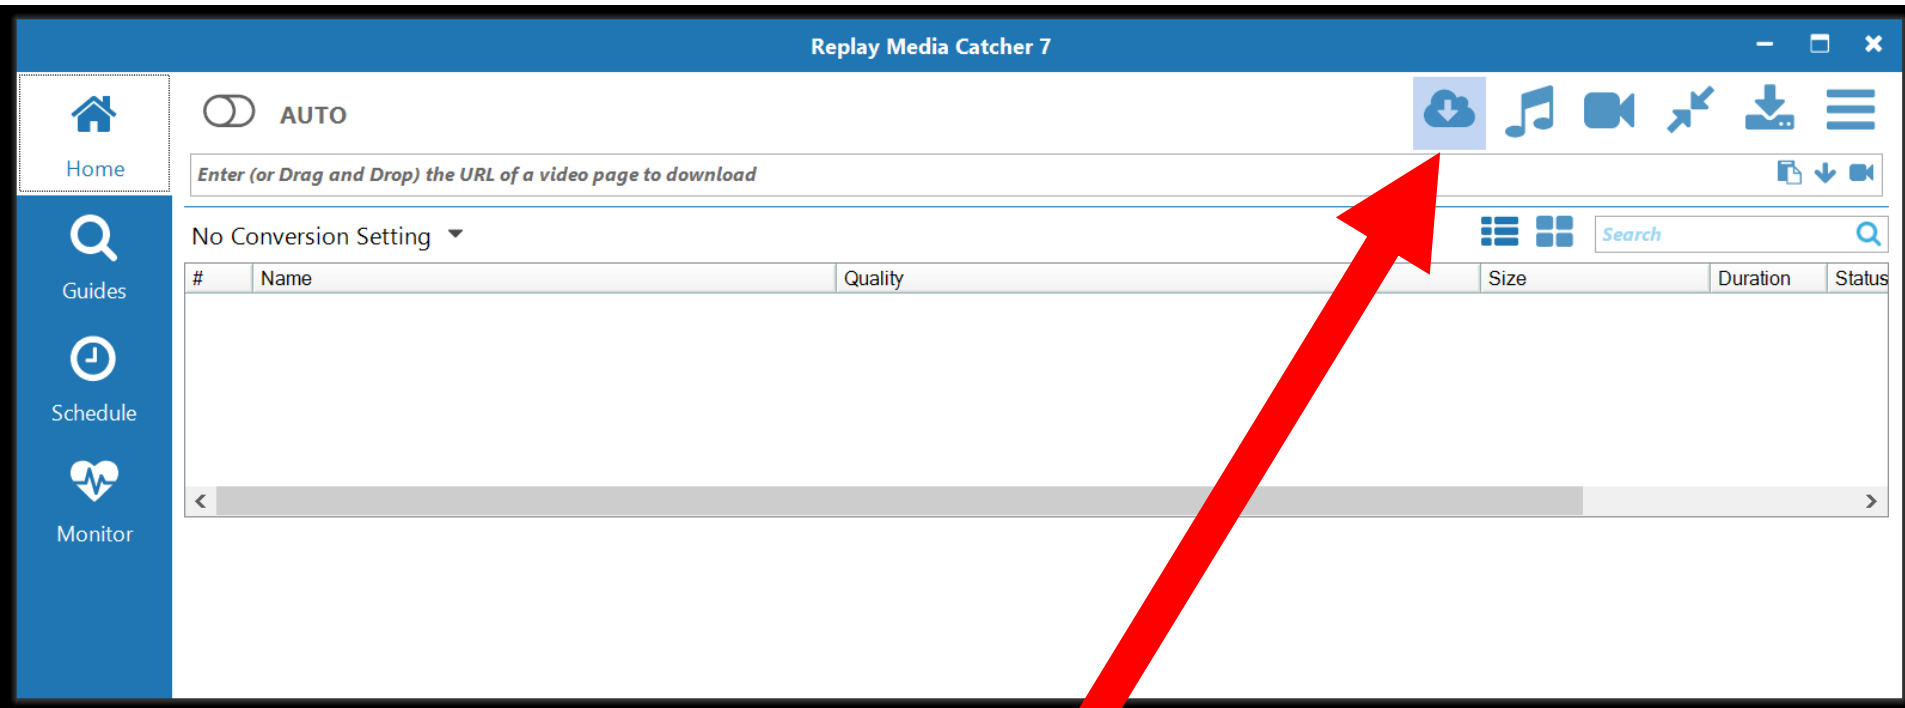 Replay Media Catcher 7
Home
AUTO
Enter (or Drag and Drop) the URL of a video page to download
Guides
No Conversion Setting
Search
# Name Quality Size Duration Status
Schedule
Monitor